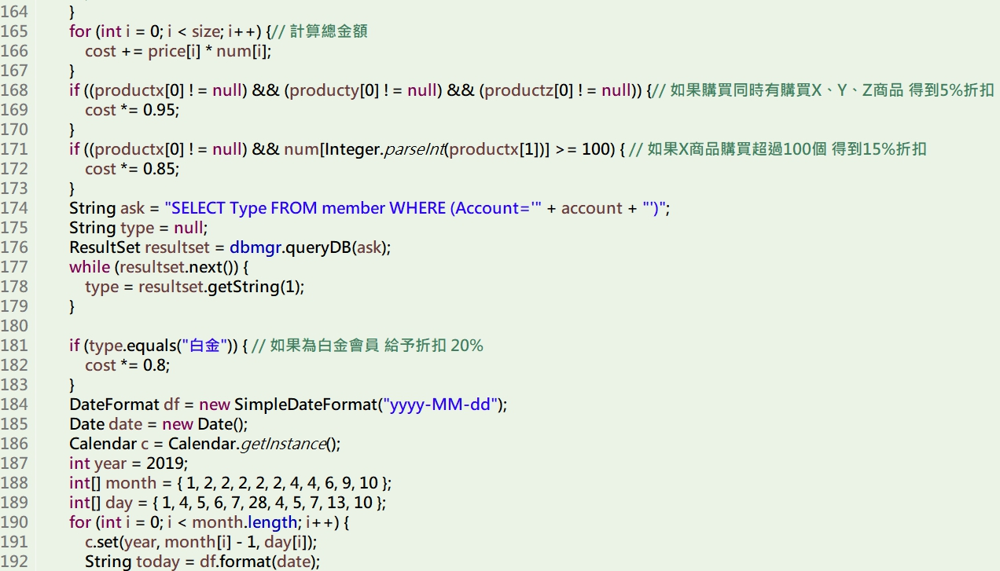 164 }
165 for (int i = 0; i < size; i++) {// 計算總金額
166 cost += price[i] * num[i];
167 }
168 if ((productx[0] != null) && (producty[0] != null) && (productz[0] != null)) {// 如果購買同時有購買X、Y、Z商品 得到5%折扣
169 cost *= 0.95;
170 }
171 if ((productx[0] != null) && num[Integer.parseInt(productx[1])] >= 100) { // 如果X商品購買超過100個 得到15%折扣
172 cost *= 0.85;
173 }
174 String ask = "SELECT Type FROM member WHERE (Account='" + account + "')";
175 String type = null;
176 ResultSet resultset = dbmgr.queryDB(ask);
177 while (resultset.next()) {
178 type = resultset.getString(1);
179 }
180
181 if (type.equals("白金")) { // 如果為白金會員 給予折扣 20%
182 cost *= 0.8;
183 }
184 DateFormat df = new SimpleDateFormat("yyyy-MM-dd");
185 Date date = new Date();
186 Calendar c = Calendar.getInstance();
187 int year = 2019;
188 int[] month = { 1, 2, 2, 2, 2, 2, 4, 4, 6, 9, 10 };
189 int[] day = { 1, 4, 5, 6, 7, 28, 4, 5, 7, 13, 10 };
190 for (int i = 0; i < month.length; i++) {
191 c.set(year, month[i] - 1, day[i]);
192 String today = df.format(date);